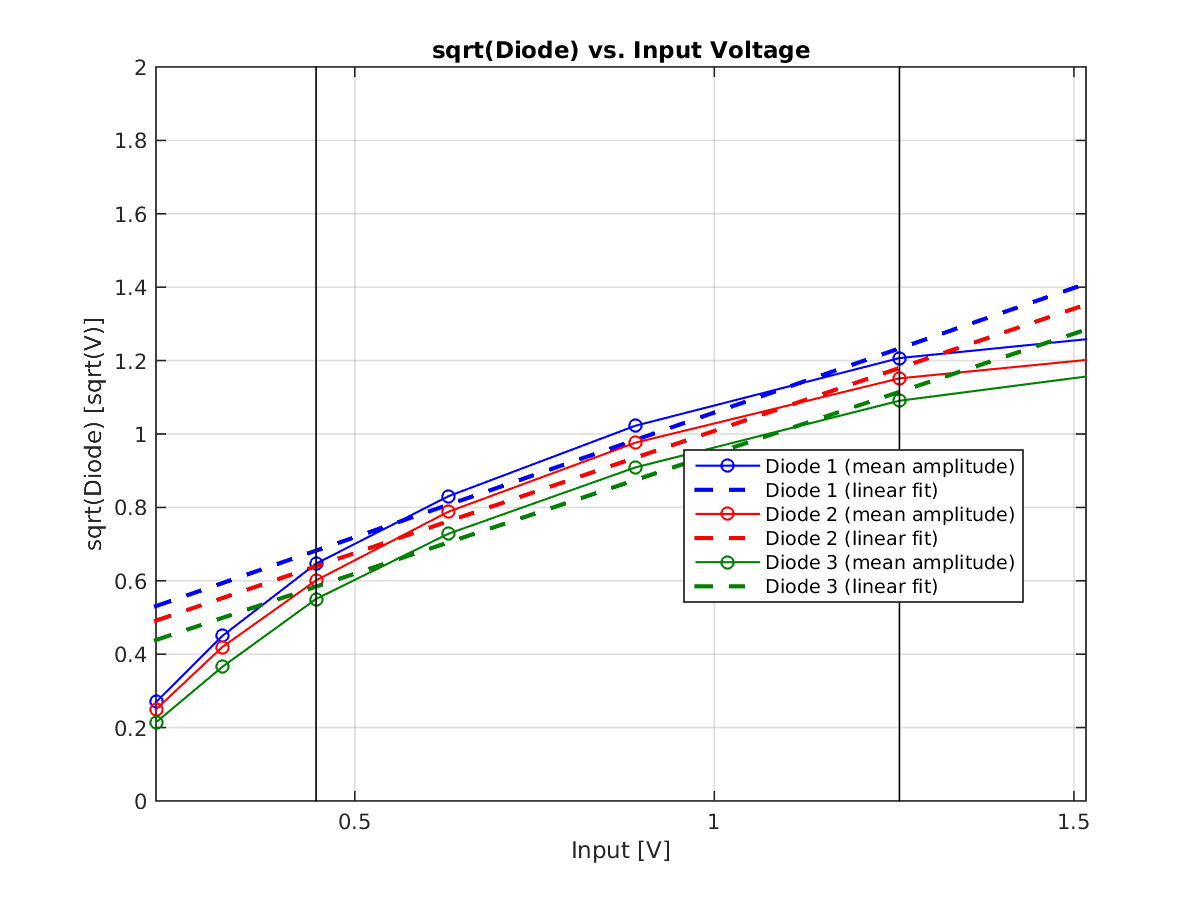 sqrt(Diode) vs. Input Voltage
2
1.8
1.6
1.4
1.2
1
0.8
0.6
0.4
0.2
0
sqrt(Diode) [sqrt(V)]
Diode 1 (mean amplitude)
Diode 1 (linear fit)
Diode 2 (mean amplitude)
Diode 2 (linear fit)
Diode 3 (mean amplitude)
Diode 3 (linear fit)
0.5 1 1.5
Input [V]